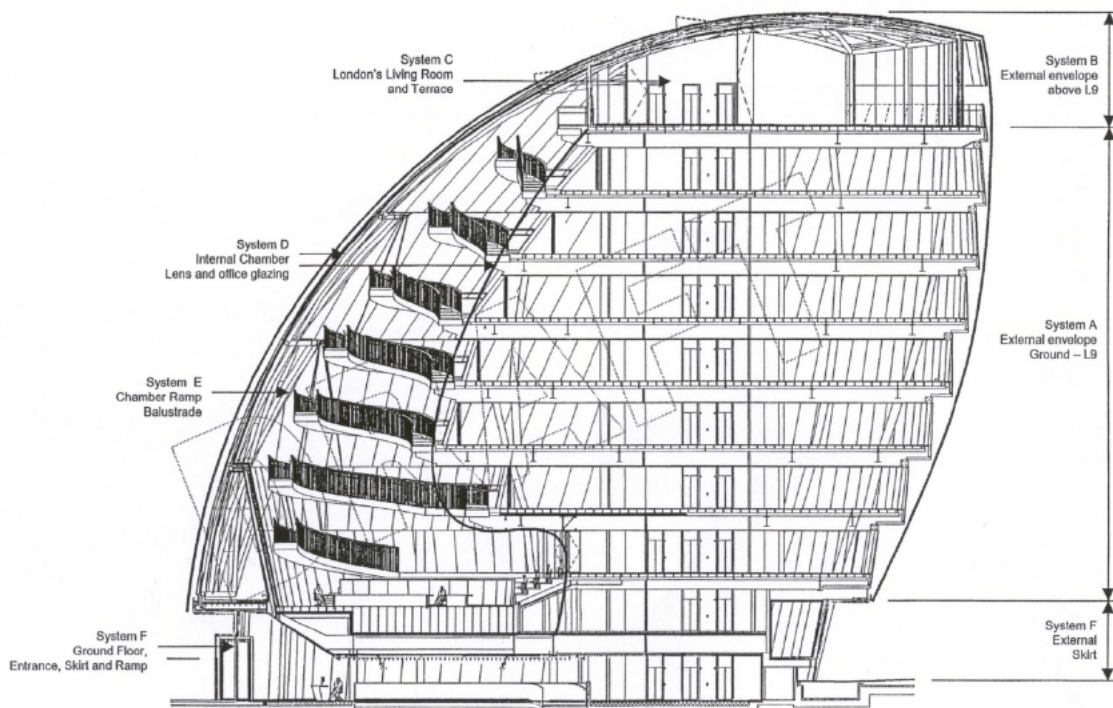 System C
London's Living Room
and Terrace
System B
External envelope
above L9
System D
Internal Chamber
Lens and office glazing
System A
External envelope
Ground – L9
System E
Chamber Ramp
Balustrade
System F
Ground Floor,
Entrance, Skirt and Ramp
System F
External
Skirt